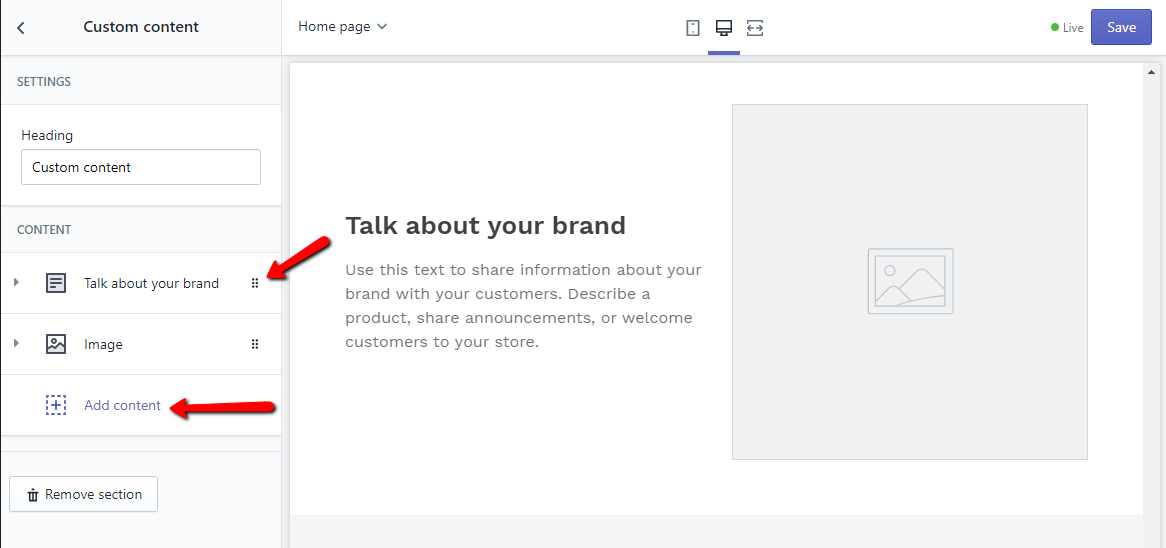 Custom content
Home page
Live
Save
SETTINGS
Heading
Custom content
CONTENT
Talk about your brand
Image
Add content
Remove section
Talk about your brand
Use this text to share information about your
brand with your customers. Describe a
product, share announcements, or welcome
customers to your store.